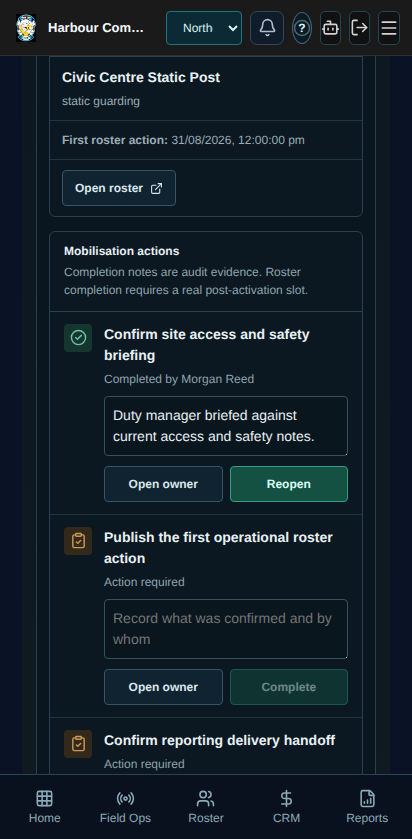 Harbour Com...
North
?
Civic Centre Static Post
static guarding
First roster action: 31/08/2026, 12:00:00 pm
Open roster
Mobilisation actions
Completion notes are audit evidence. Roster
completion requires a real post-activation slot.
Confirm site access and safety
briefing
Completed by Morgan Reed
Duty manager briefed against
current access and safety notes.
Open owner
Reopen
Publish the first operational roster
action
Action required
Record what was confirmed and by
whom
Open owner
Complete
Confirm reporting delivery handoff
Action required
Home
Field Ops
Roster
CRM
Reports